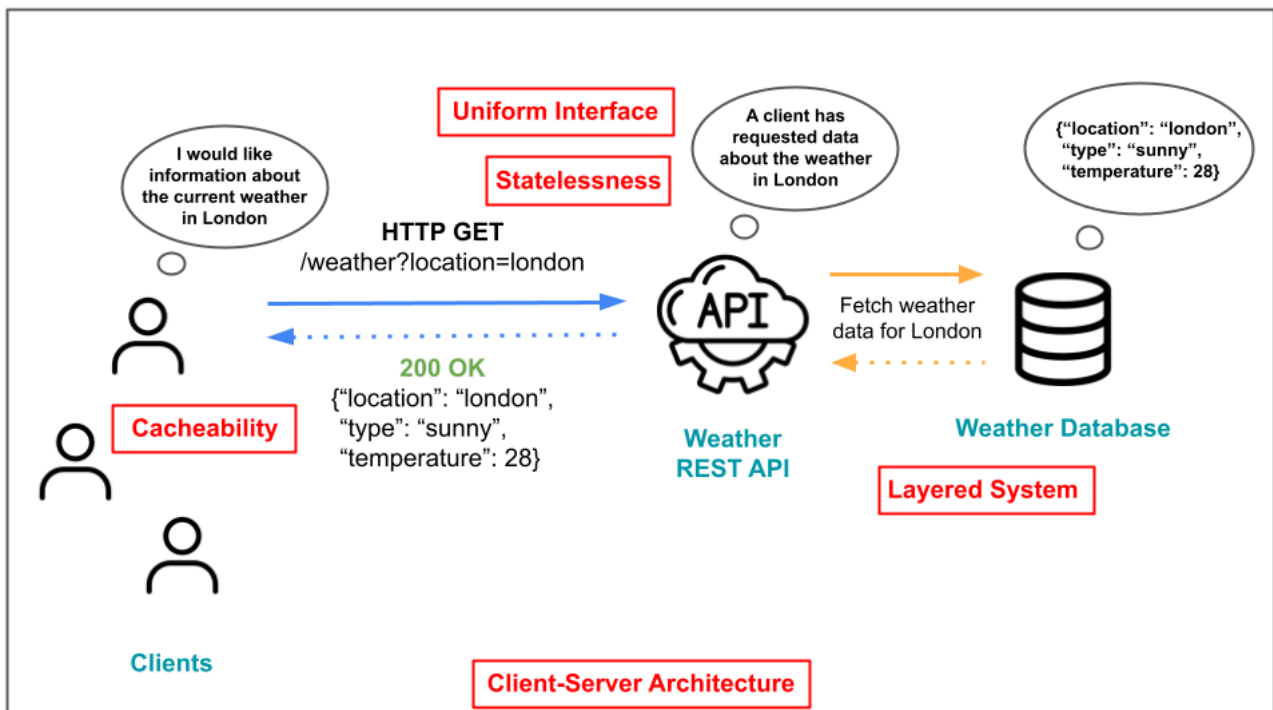 Uniform Interface
Statelessness
I would like
information about
the current weather
in London
A client has
requested data
about the weather
in London
{“location”: “london”,
“type”: “sunny”,
“temperature”: 28}
HTTP GET
/weather?location=london
200 OK
{“location”: “london”,
“type”: “sunny”,
“temperature”: 28}
API
Fetch weather
data for London
Cacheability
Weather
REST API
Weather Database
Layered System
Clients
Client-Server Architecture